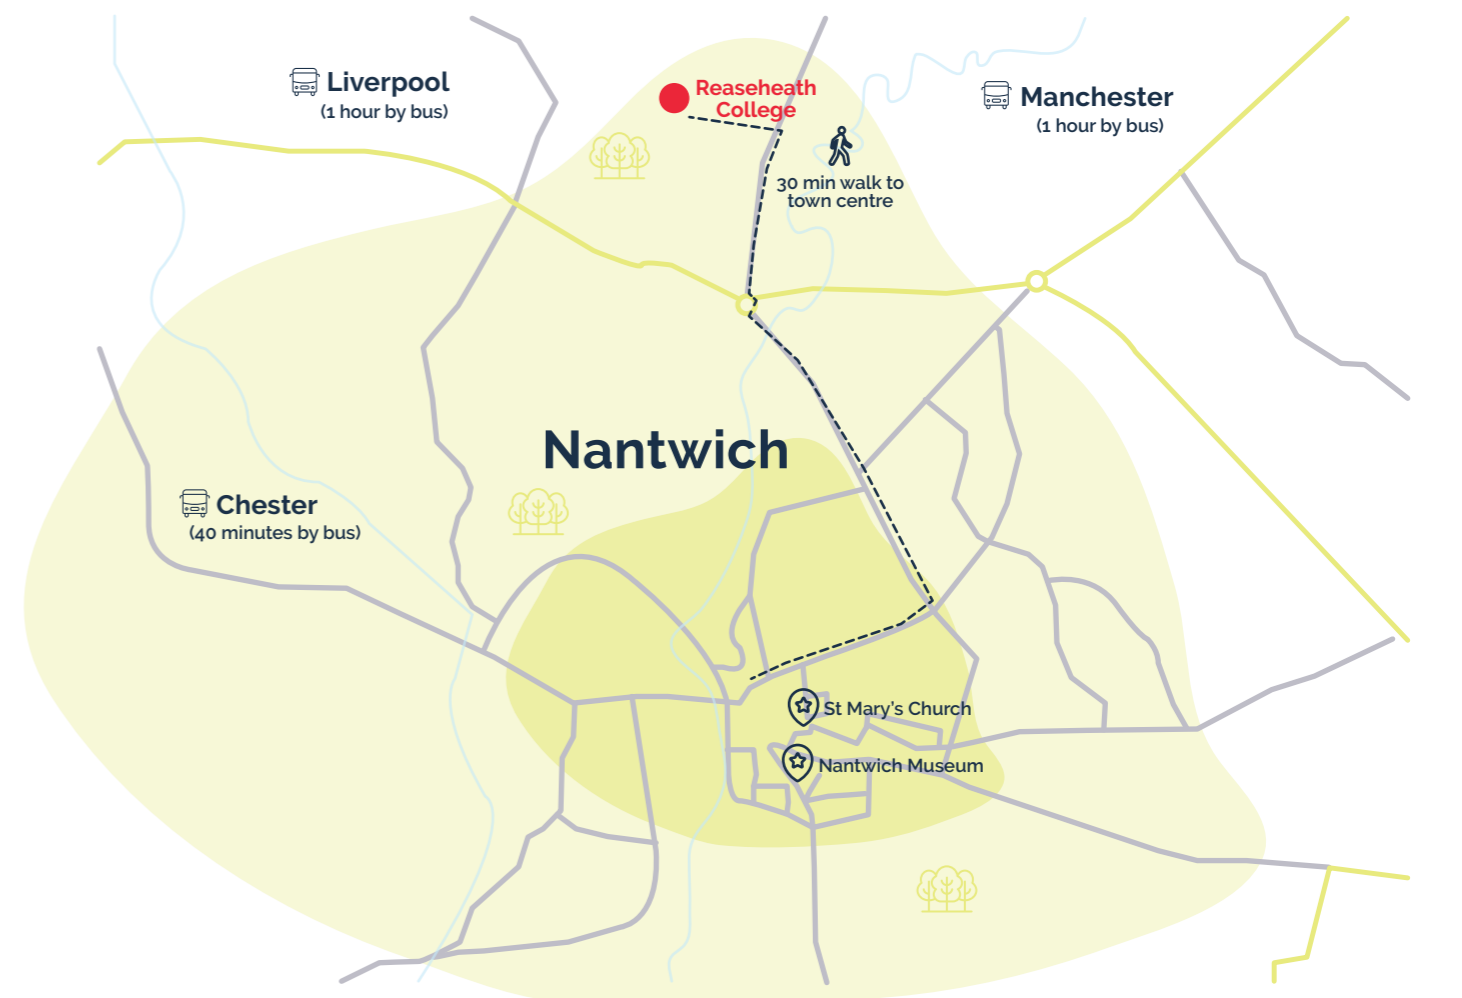 Liverpool
(1 hour by bus)
Reaseheath
College
Manchester
(1 hour by bus)
30 min walk to
town centre
Nantwich
Chester
(40 minutes by bus)
St Mary's Church
Nantwich Museum